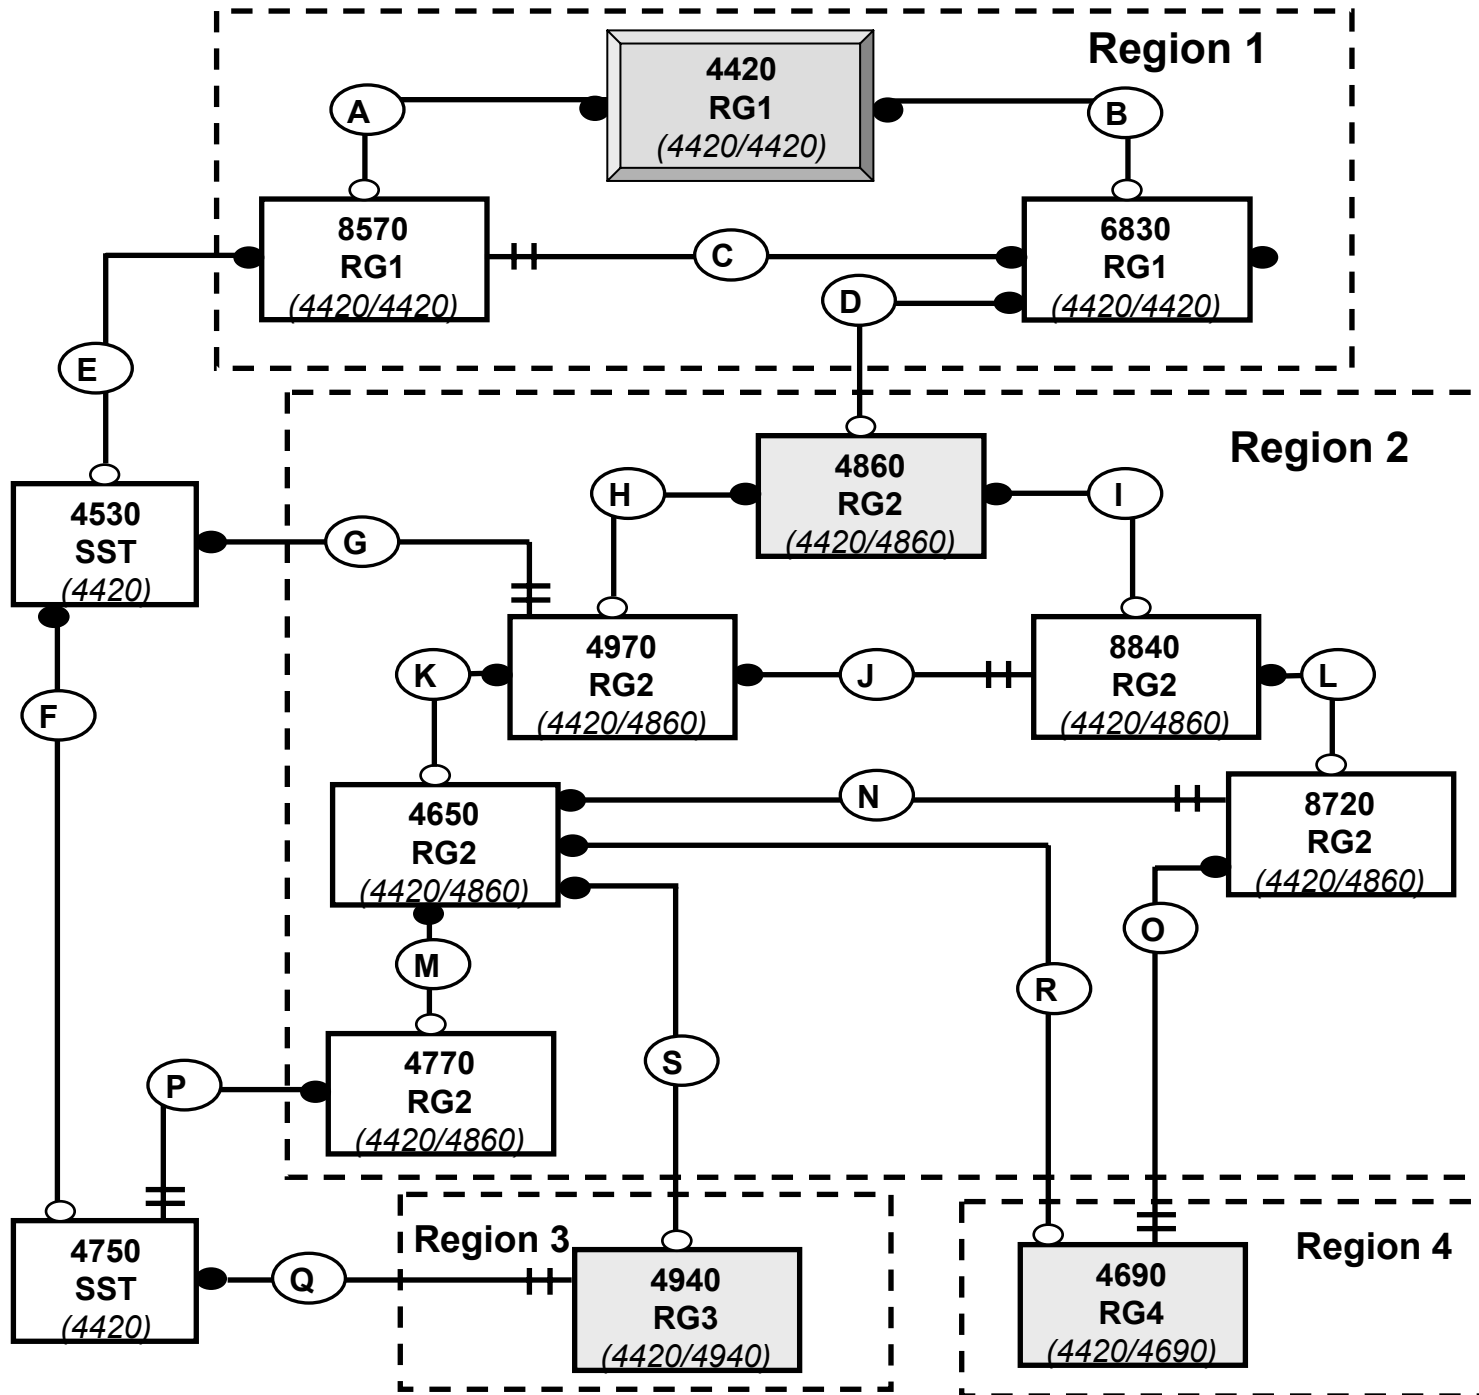 Region 1
4420
RG1
(4420/4420)
A
B
8570
RG1
(4420/4420)
C
6830
RG1
(4420/4420)
D
E
Region 2
4860
RG2
(4420/4860)
H
I
4530
SST
(4420)
G
4970
RG2
(4420/4860)
J
8840
RG2
(4420/4860)
K
L
F
4650
RG2
(4420/4860)
N
8720
RG2
(4420/4860)
O
M
R
4770
RG2
(4420/4860)
S
P
Region 3
4750
SST
(4420)
Q
4940
RG3
(4420/4940)
4690
RG4
(4420/4690)
Region 4